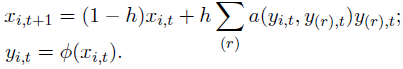 x_{i,t+1} = (1 − h)x_{i,t} + h ∑_{(r)} a(y_{i,t}, y_{(r),t})y_{(r),t};
y_{i,t} = ϕ(x_{i,t}).